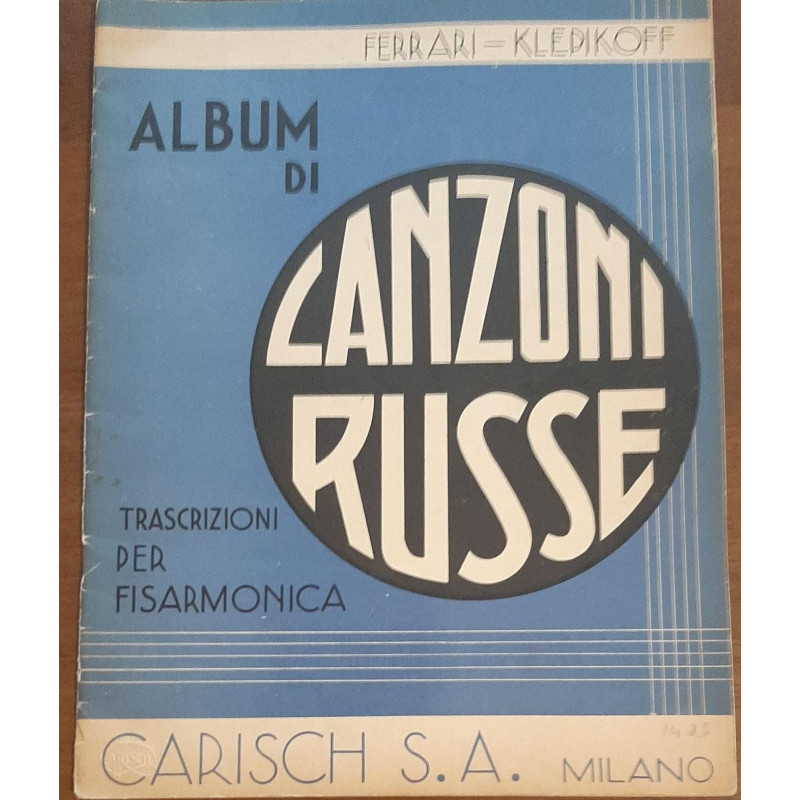 FERRARI - KLEPIKOFF
ALBUM
DI
CANZONI
RUSSE
TRASCRIZIONI
PER
FISARMONICA
CARISCH S.A. MILANO